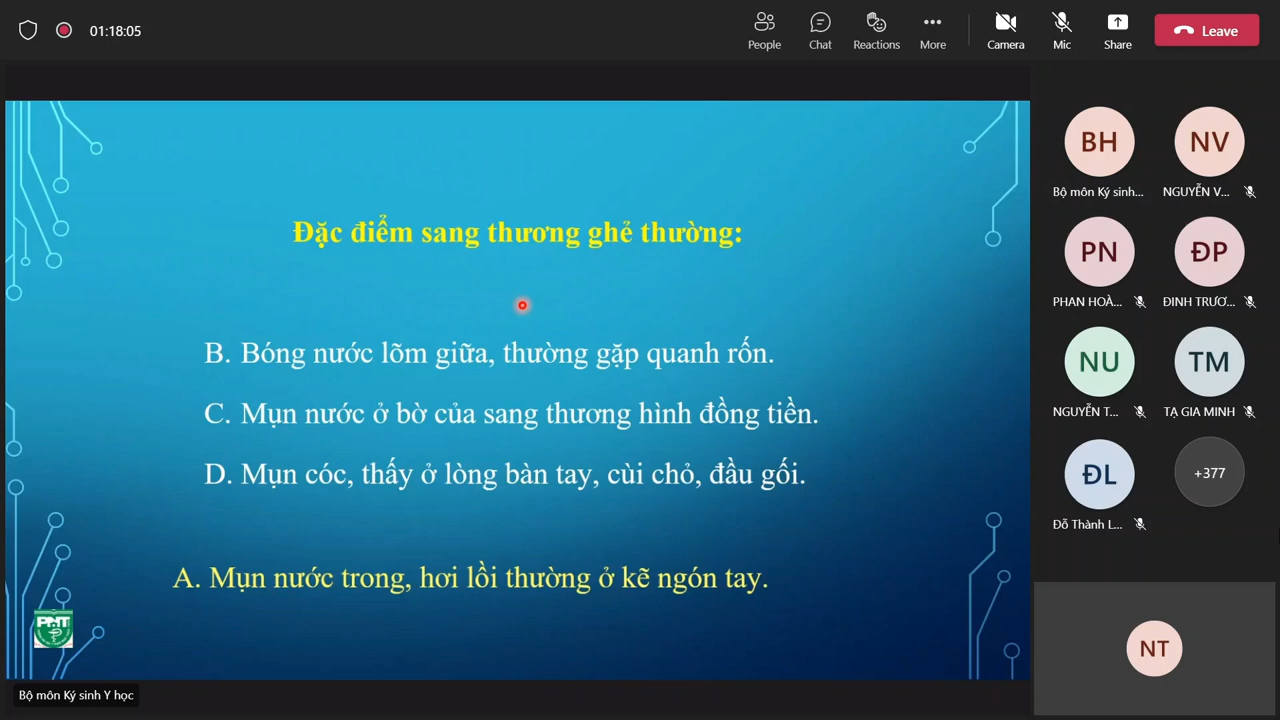 01:18:05
People
Chat
Reactions
More
Camera
Mic
Share
Leave
Đặc điểm sang thương ghẻ thường:
B. Bóng nước lõm giữa, thường gặp quanh rốn.
C. Mụn nước ở bờ của sang thương hình đồng tiền.
D. Mụn cóc, thấy ở lòng bàn tay, cùi chỏ, đầu gối.
A. Mụn nước trong, hơi lồi thường ở kẽ ngón tay.
PNT
Bộ môn Ký sinh Y học
BH
NV
Bộ môn Ký sinh...
NGUYỄN V...
PN
ĐP
PHAN HOÀ...
ĐINH TRƯƠ...
NU
TM
NGUYỄN T...
TẠ GIA MINH
ĐL
+377
Đỗ Thành L...
NT